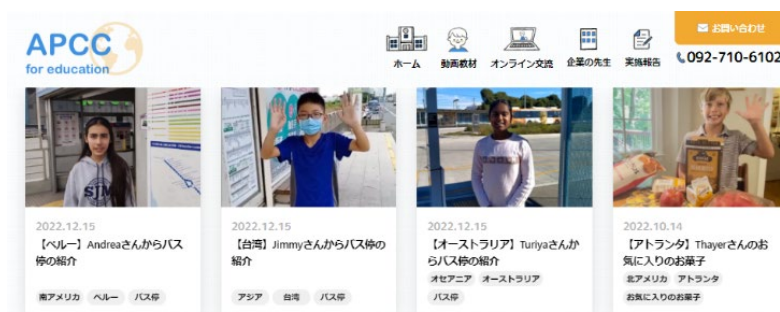 APCC
for education
ホーム
動画教材
オンライン交流
企業の先生
実施報告
お問い合わせ
092-710-6102
SJM
2022.12.15
【ペルー】Andreaさんからバス
停の紹介
南アメリカ ペルー バス停
2022.12.15
【台湾】Jimmyさんからバス停の
紹介
アジア 台湾 バス停
2022.12.15
【オーストラリア】Turiyaさんか
らバス停の紹介
オセアニア オーストラリア
バス停
2022.10.14
【アトランタ】Thayerさんのお
気に入りのお菓子
北アメリカ アトランタ
お気に入りのお菓子